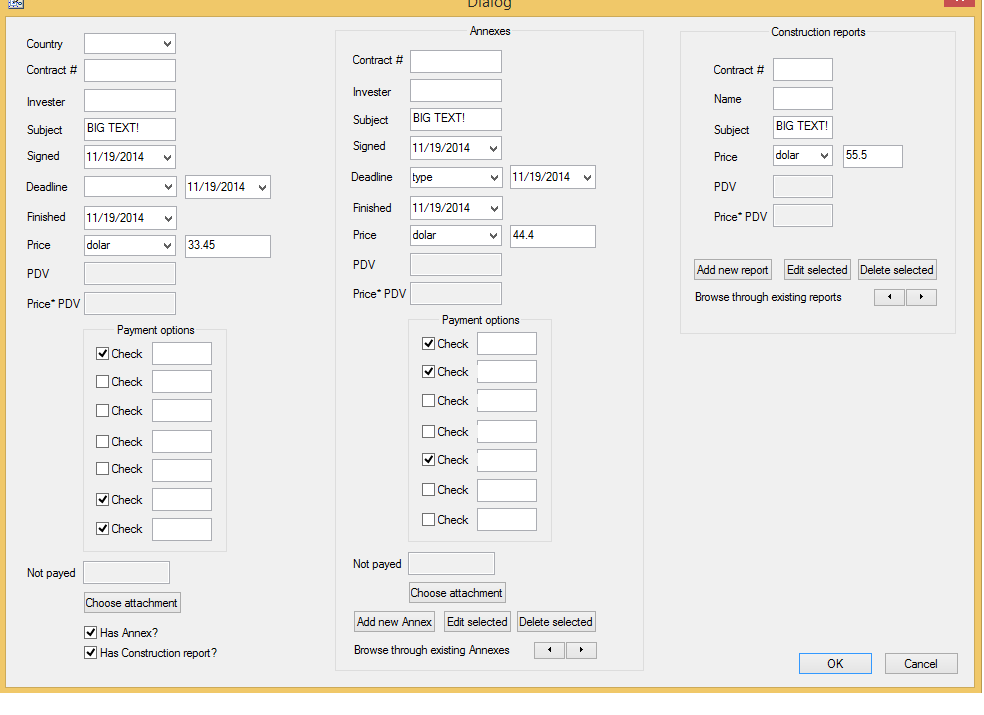 Dialog
Country
Contract #
Invester
Subject BIG TEXT!
Signed 11/19/2014
Deadline 11/19/2014
Finished 11/19/2014
Price dolar 33.45
PDV
Price* PDV
Payment options
Check
Check
Check
Check
Check
Check
Check
Not payed
Choose attachment
Has Annex?
Has Construction report?
Annexes
Contract #
Invester
Subject BIG TEXT!
Signed 11/19/2014
Deadline type 11/19/2014
Finished 11/19/2014
Price dolar 44.4
PDV
Price* PDV
Payment options
Check
Check
Check
Check
Check
Check
Check
Not payed
Choose attachment
Add new Annex Edit selected Delete selected
Browse through existing Annexes
Construction reports
Contract #
Name
Subject BIG TEXT!
Price dolar 55.5
PDV
Price* PDV
Add new report Edit selected Delete selected
Browse through existing reports
OK Cancel